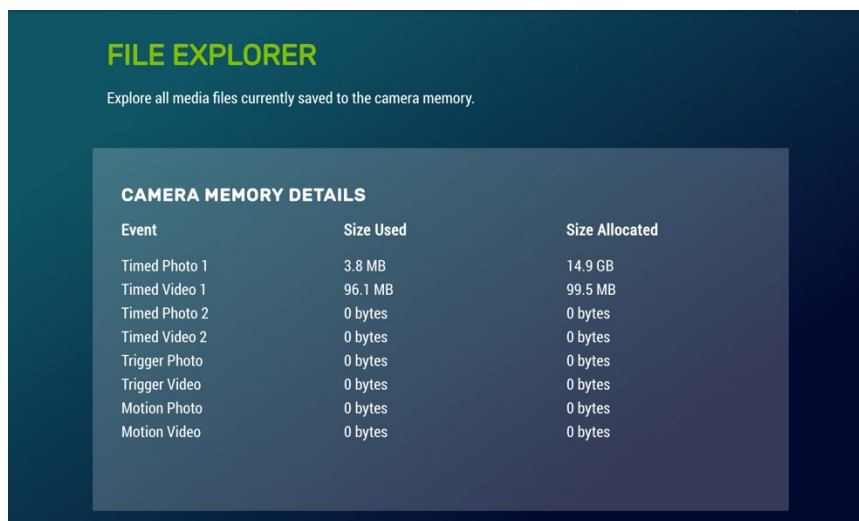 FILE EXPLORER
Explore all media files currently saved to the camera memory.
CAMERA MEMORY DETAILS
Event Size Used Size Allocated
Timed Photo 1 3.8 MB 14.9 GB
Timed Video 1 96.1 MB 99.5 MB
Timed Photo 2 0 bytes 0 bytes
Timed Video 2 0 bytes 0 bytes
Trigger Photo 0 bytes 0 bytes
Trigger Video 0 bytes 0 bytes
Motion Photo 0 bytes 0 bytes
Motion Video 0 bytes 0 bytes